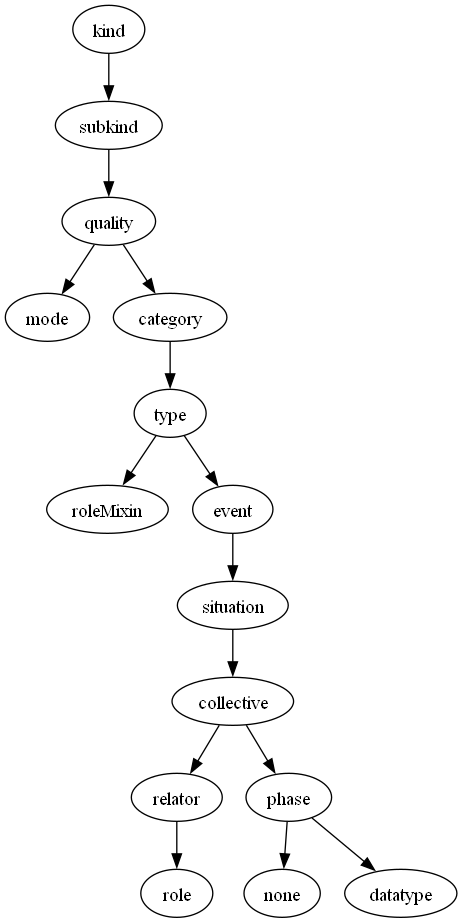 kind
subkind
quality
mode
category
type
roleMixin
event
situation
collective
relator
phase
role
none
datatype